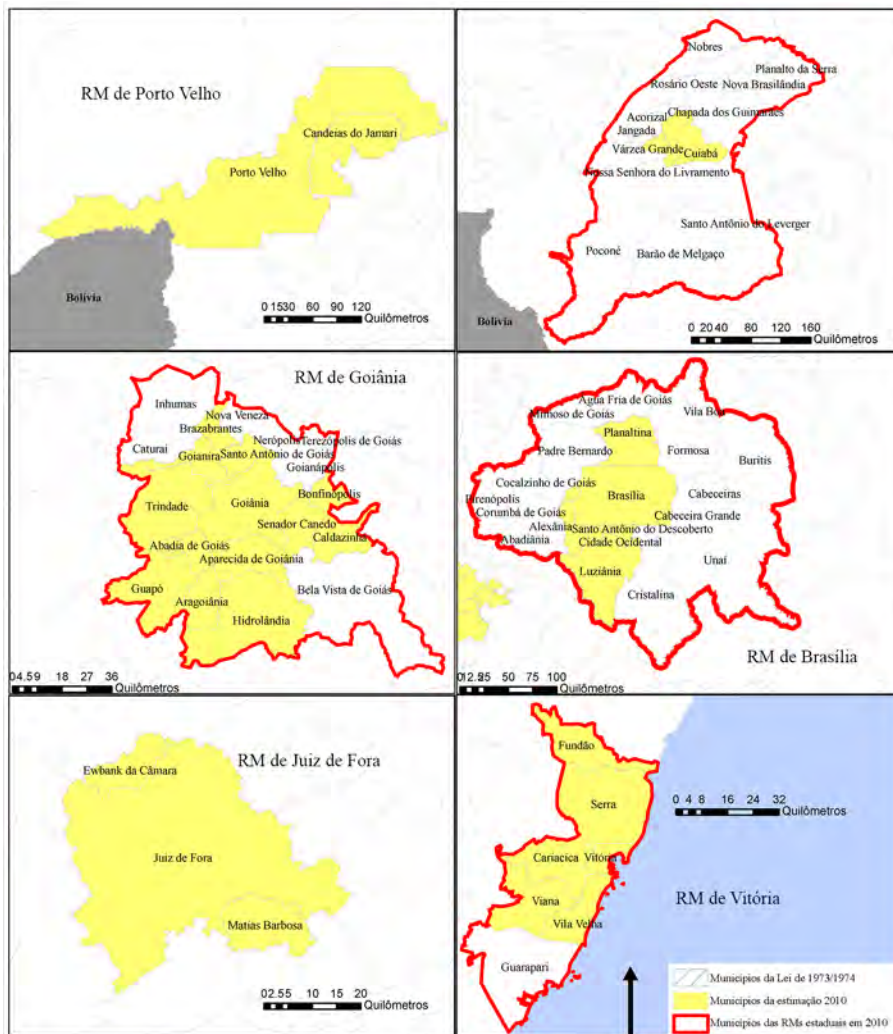 RM de Porto Velho
Candeias do Jamari
Porto Velho
Bolívia
0 15 30 60 90 120
Quilômetros
Nobres
Planalto da Serra
Rosário Oeste
Nova Brasilândia
Chapada dos Guimarães
Acorizal
Jangada
Várzea Grande
Cuiabá
Nossa Senhora do Livramento
Santo Antônio do Leverger
Poconé
Barão de Melgaço
Bolívia
0 20 40 80 120 160
Quilômetros
RM de Goiânia
Inhumas
Nova Veneza
Brazabrantes
Nerópolis
Terezópolis de Goiás
Caturaí
Goianira
Santo Antônio de Goiás
Goianápolis
Bonfinópolis
Trindade
Goiânia
Senador Canedo
Caldazinha
Abadia de Goiás
Aparecida de Goiânia
Guapó
Bela Vista de Goiás
Aragoiânia
Hidrolândia
0 4.5 9 18 27 36
Quilômetros
Água Fria de Goiás
Mimoso de Goiás
Vila Boa
Planaltina
Padre Bernardo
Formosa
Buritis
Cocalzinho de Goiás
Pirenópolis
Brasília
Cabeceiras
Corumbá de Goiás
Cabeceira Grande
Alexânia
Santo Antônio do Descoberto
Abadiânia
Cidade Ocidental
Luziânia
Unaí
Cristalina
RM de Brasília
0 12.5 25 50 75 100
Quilômetros
RM de Juiz de Fora
Ewbank da Câmara
Juiz de Fora
Matias Barbosa
0 2.5 5 10 15 20
Quilômetros
Fundão
Serra
0 4 8 16 24 32
Quilômetros
Cariacica
Vitória
Viana
RM de Vitória
Vila Velha
Guarapari
Municípios da Lei de 1973/1974
Municípios da estimação 2010
Municípios das RMs estaduais em 2010